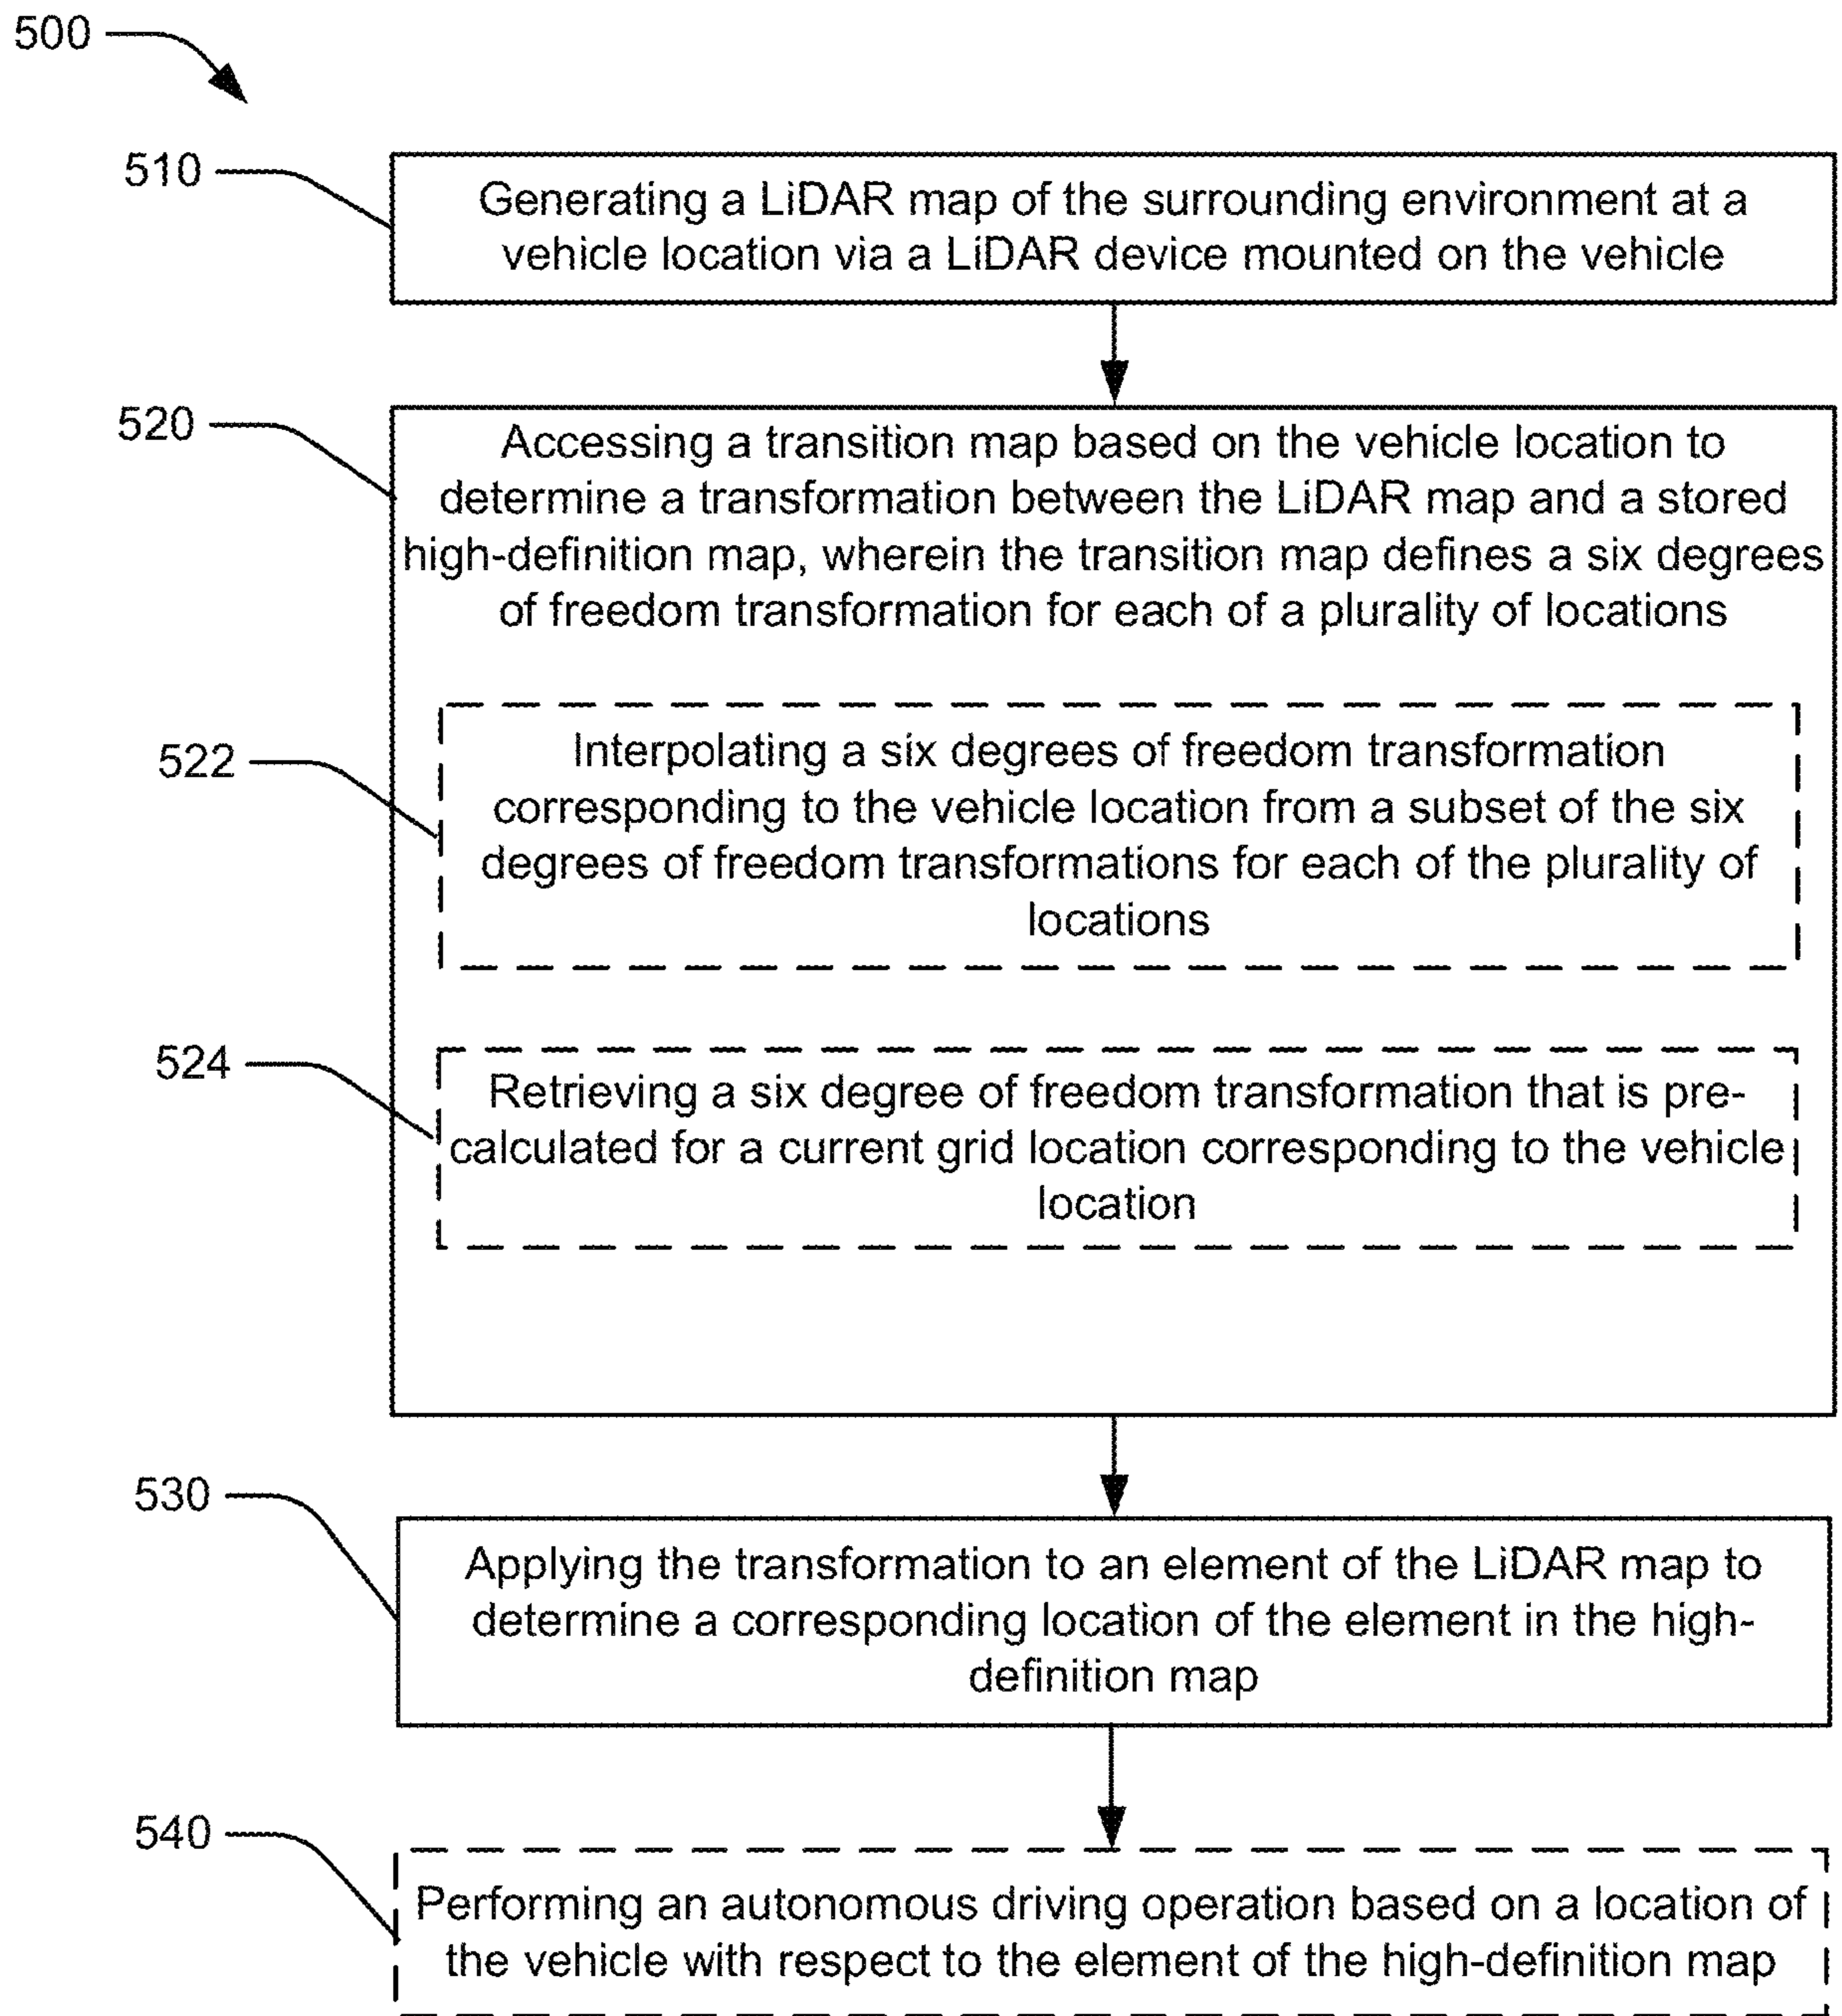 500
510
Generating a LiDAR map of the surrounding environment at a
vehicle location via a LiDAR device mounted on the vehicle
520
Accessing a transition map based on the vehicle location to
determine a transformation between the LiDAR map and a stored
high-definition map, wherein the transition map defines a six degrees
of freedom transformation for each of a plurality of locations
522
Interpolating a six degrees of freedom transformation
corresponding to the vehicle location from a subset of the six
degrees of freedom transformations for each of the plurality of
locations
524
Retrieving a six degree of freedom transformation that is pre-
calculated for a current grid location corresponding to the vehicle
location
530
Applying the transformation to an element of the LiDAR map to
determine a corresponding location of the element in the high-
definition map
540
Performing an autonomous driving operation based on a location of
the vehicle with respect to the element of the high-definition map